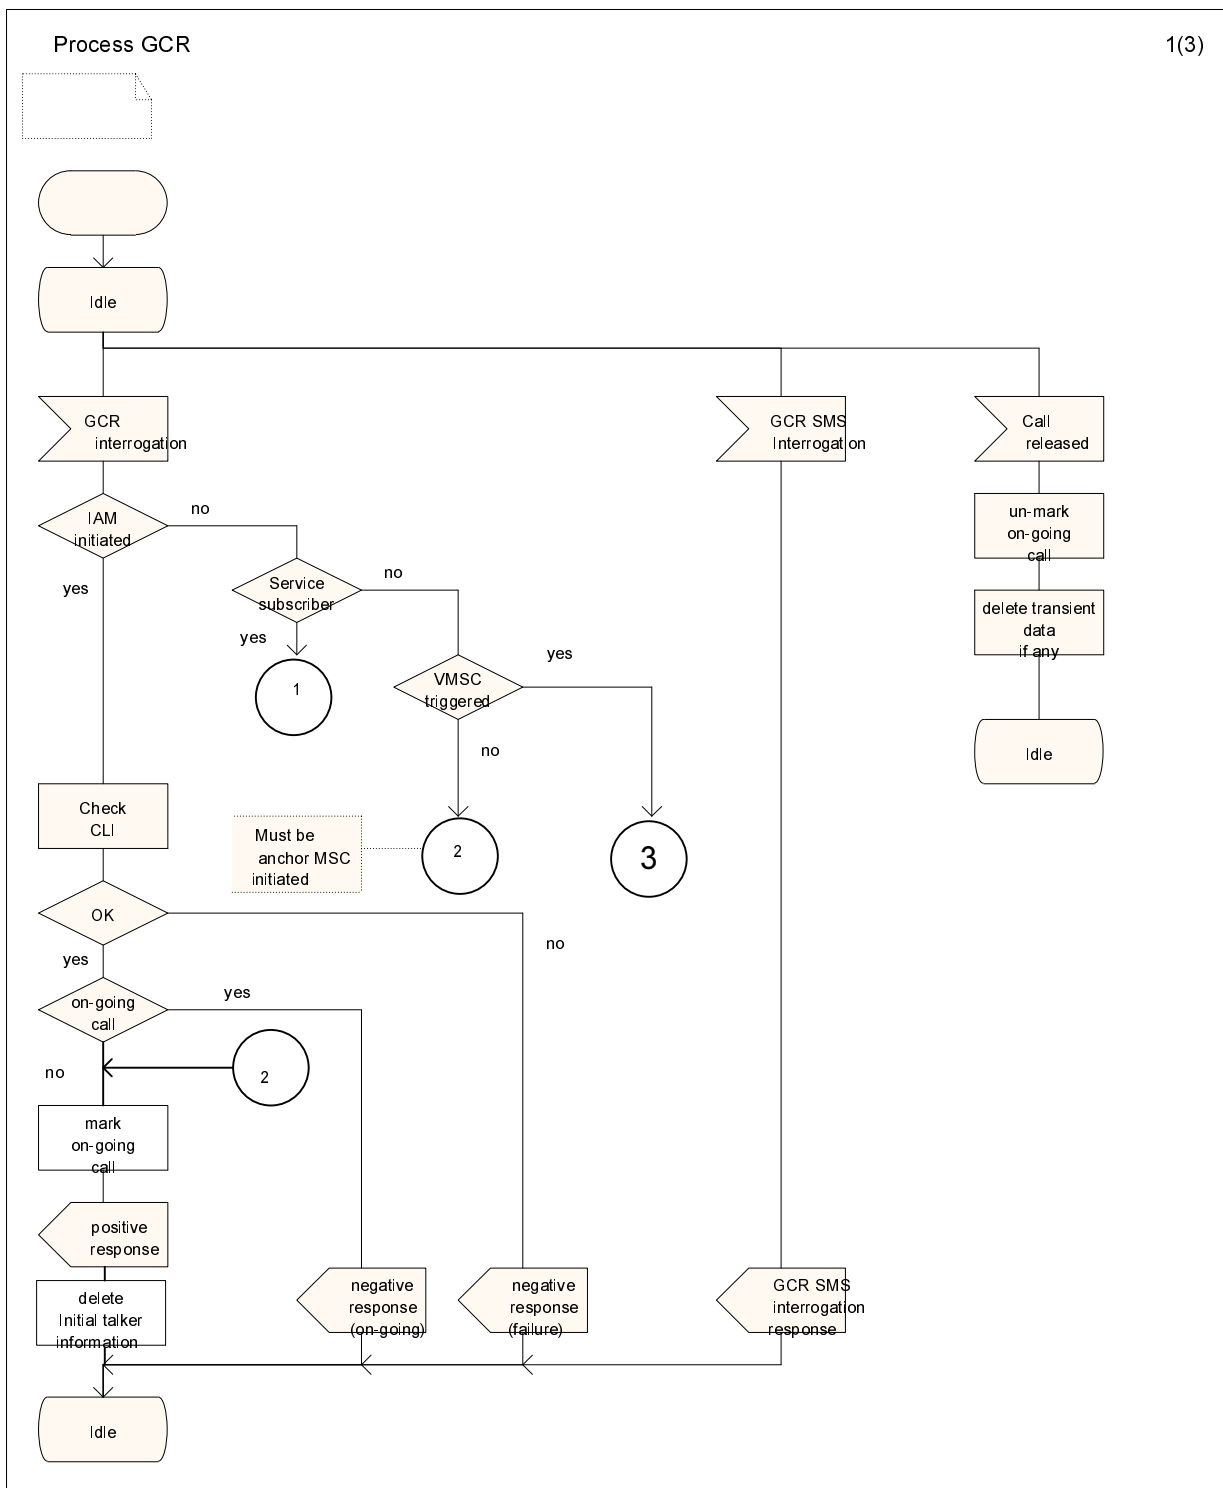 Process GCR
1(3)
Idle
GCR
interrogation
GCR SMS
Interrogation
Call
released
IAM
initiated
no
yes
Service
subscriber
no
yes
1
VMSC
triggered
yes
no
un-mark
on-going
call
delete transient
data
if any
Idle
Check
CLI
Must be
anchor MSC
initiated
2
3
OK
no
yes
on-going
call
yes
no
2
mark
on-going
call
positive
response
delete
Initial talker
information
negative
response
(on-going)
negative
response
(failure)
GCR SMS
interrogation
response
Idle